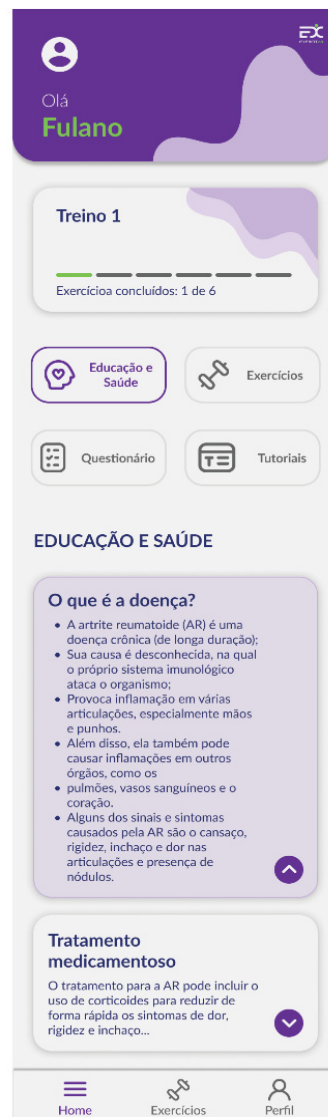 EX
Olá
Fulano
Treino 1
Exercícioa concluídos: 1 de 6
Educação e
Saúde
Exercícios
Questionário
Tutoriais
EDUCAÇÃO E SAÚDE
O que é a doença?
• A artrite reumatoide (AR) é uma
doença crônica (de longa duração);
• Sua causa é desconhecida, na qual
o próprio sistema imunológico
ataca o organismo;
• Provoca inflamação em várias
articulações, especialmente mãos
e punhos.
• Além disso, ela também pode
causar inflamações em outros
órgãos, como os
• pulmões, vasos sanguíneos e o
coração.
• Alguns dos sinais e sintomas
causados pela AR são o cansaço,
rigidez, inchaço e dor nas
articulações e presença de
nódulos.
Tratamento
medicamentoso
O tratamento para a AR pode incluir o
uso de corticoides para reduzir de
forma rápida os sintomas de dor,
rigidez e inchaço...
Home
Exercícios
Perfil